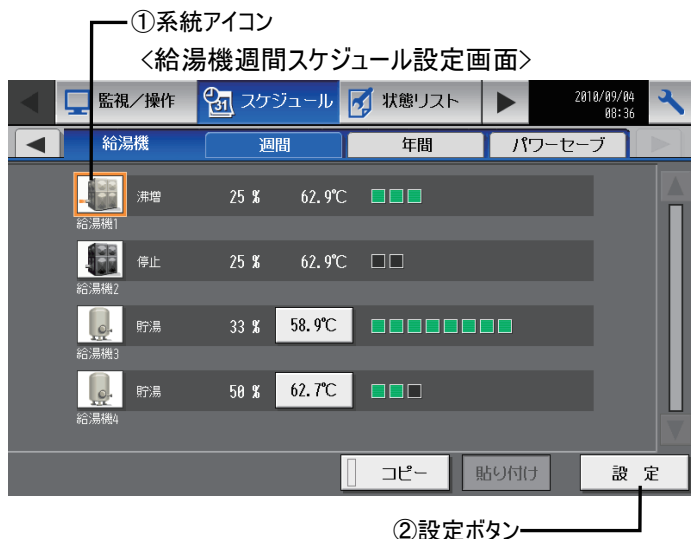 ①系統アイコン
<給湯機週間スケジュール設定画面>
監視／操作 31 スケジュール 状態リスト 2010/09/04
08:36
給湯機 週間 年間 パワーセーブ
沸増 25 % 62.9℃
給湯機1
停止 25 % 62.9℃
給湯機2
貯湯 33 % 58.9℃
給湯機3
貯湯 50 % 62.7℃
給湯機4
コピー 貼り付け 設 定
②設定ボタン